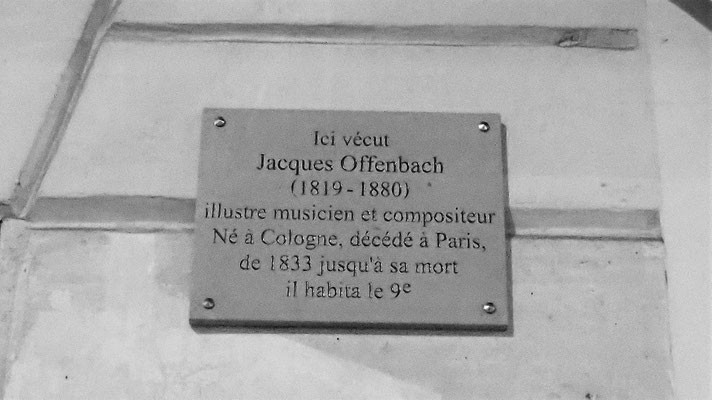 Ici vécut
Jacques Offenbach
(1819-1880)
illustre musicien et compositeur
Né à Cologne, décédé à Paris,
de 1833 jusqu'à sa mort
il habita le 9e